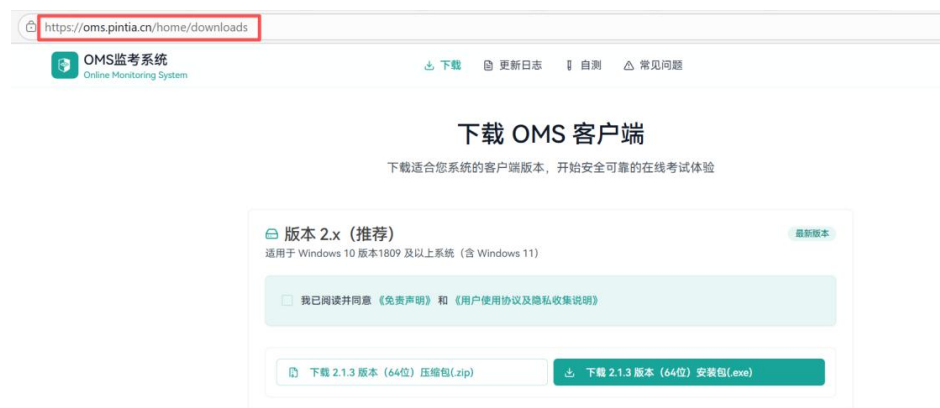 https://oms.pintia.cn/home/downloads
OMS监考系统
Online Monitoring System
下载 更新日志 自测 常见问题
下载 OMS 客户端
下载适合您系统的客户端版本，开始安全可靠的在线考试体验
版本 2.x（推荐）
最新版本
适用于 Windows 10 版本1809 及以上系统（含 Windows 11）
我已阅读并同意《免责声明》和《用户使用协议及隐私收集说明》
下载 2.1.3 版本（64位）压缩包(.zip)
下载 2.1.3 版本（64位）安装包(.exe)